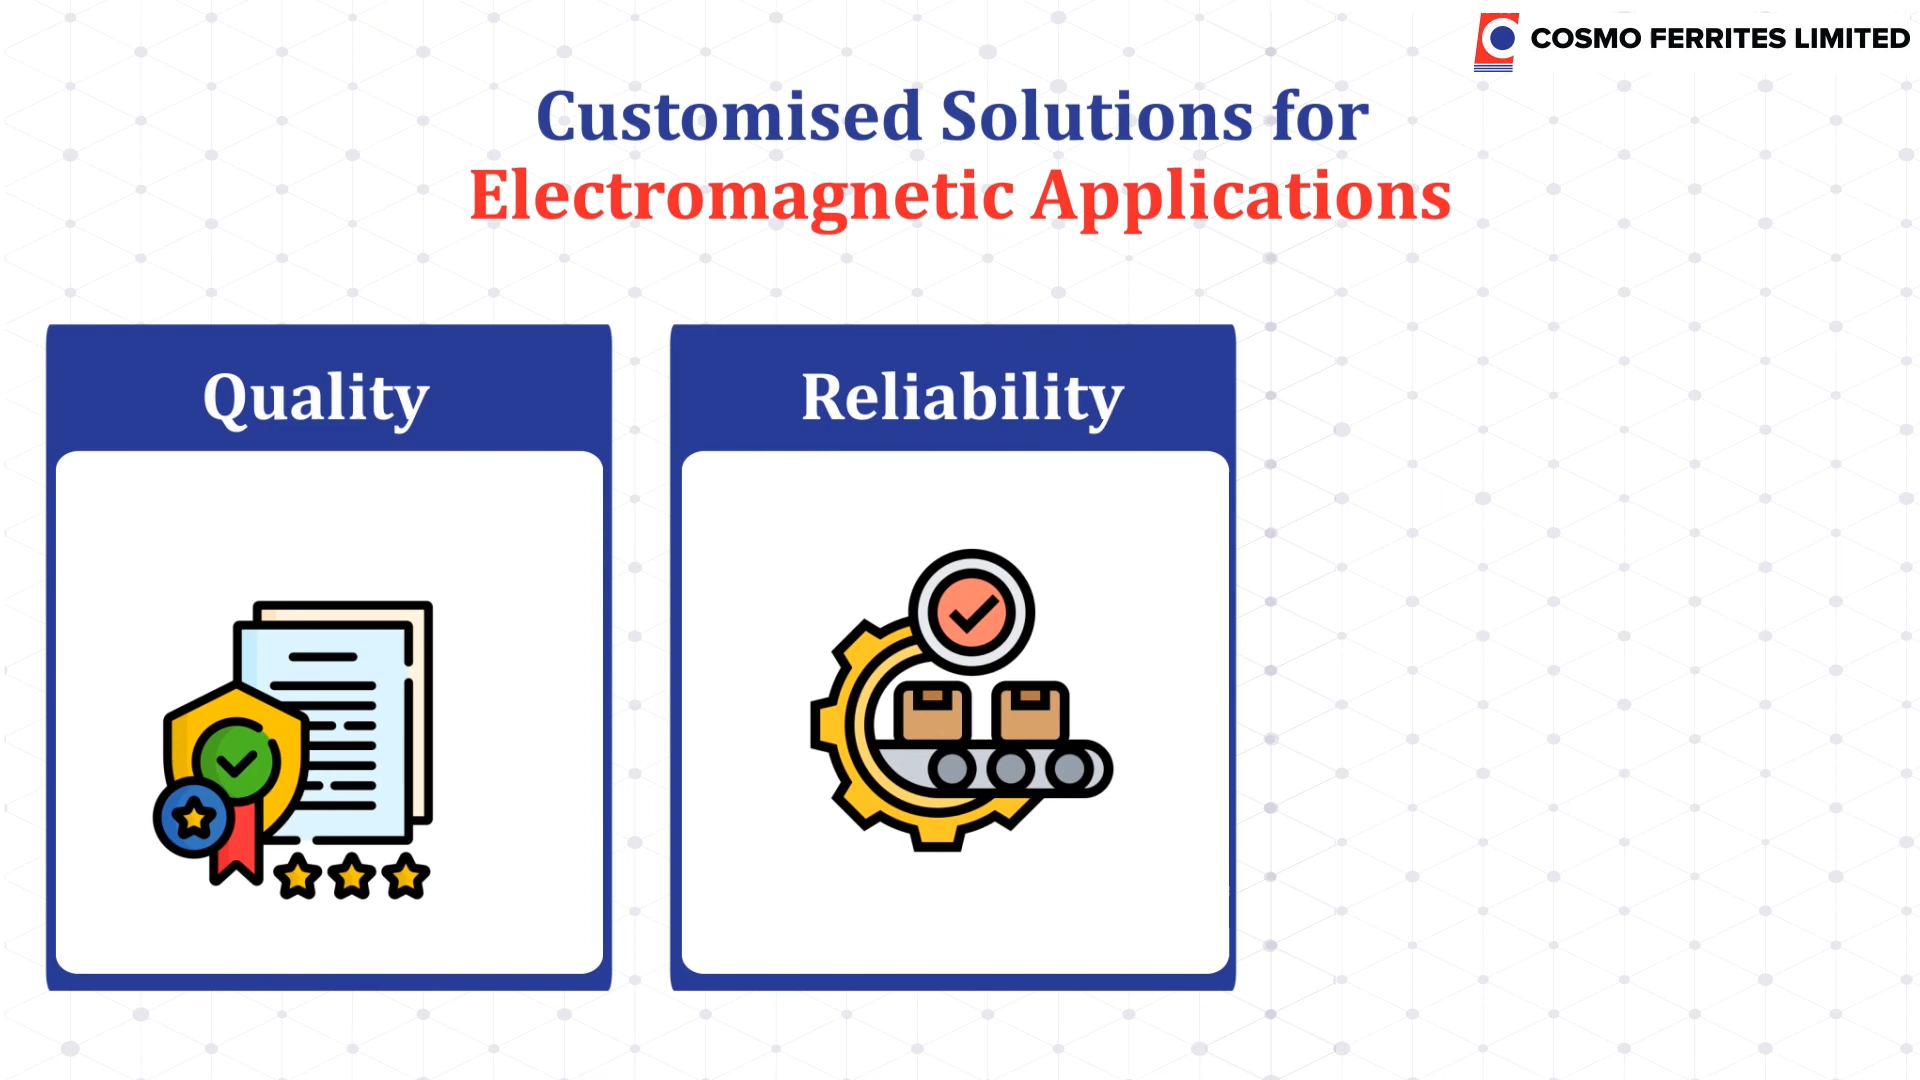 COSMO FERRITES LIMITED
Customised Solutions for
Electromagnetic Applications
Quality
Reliability